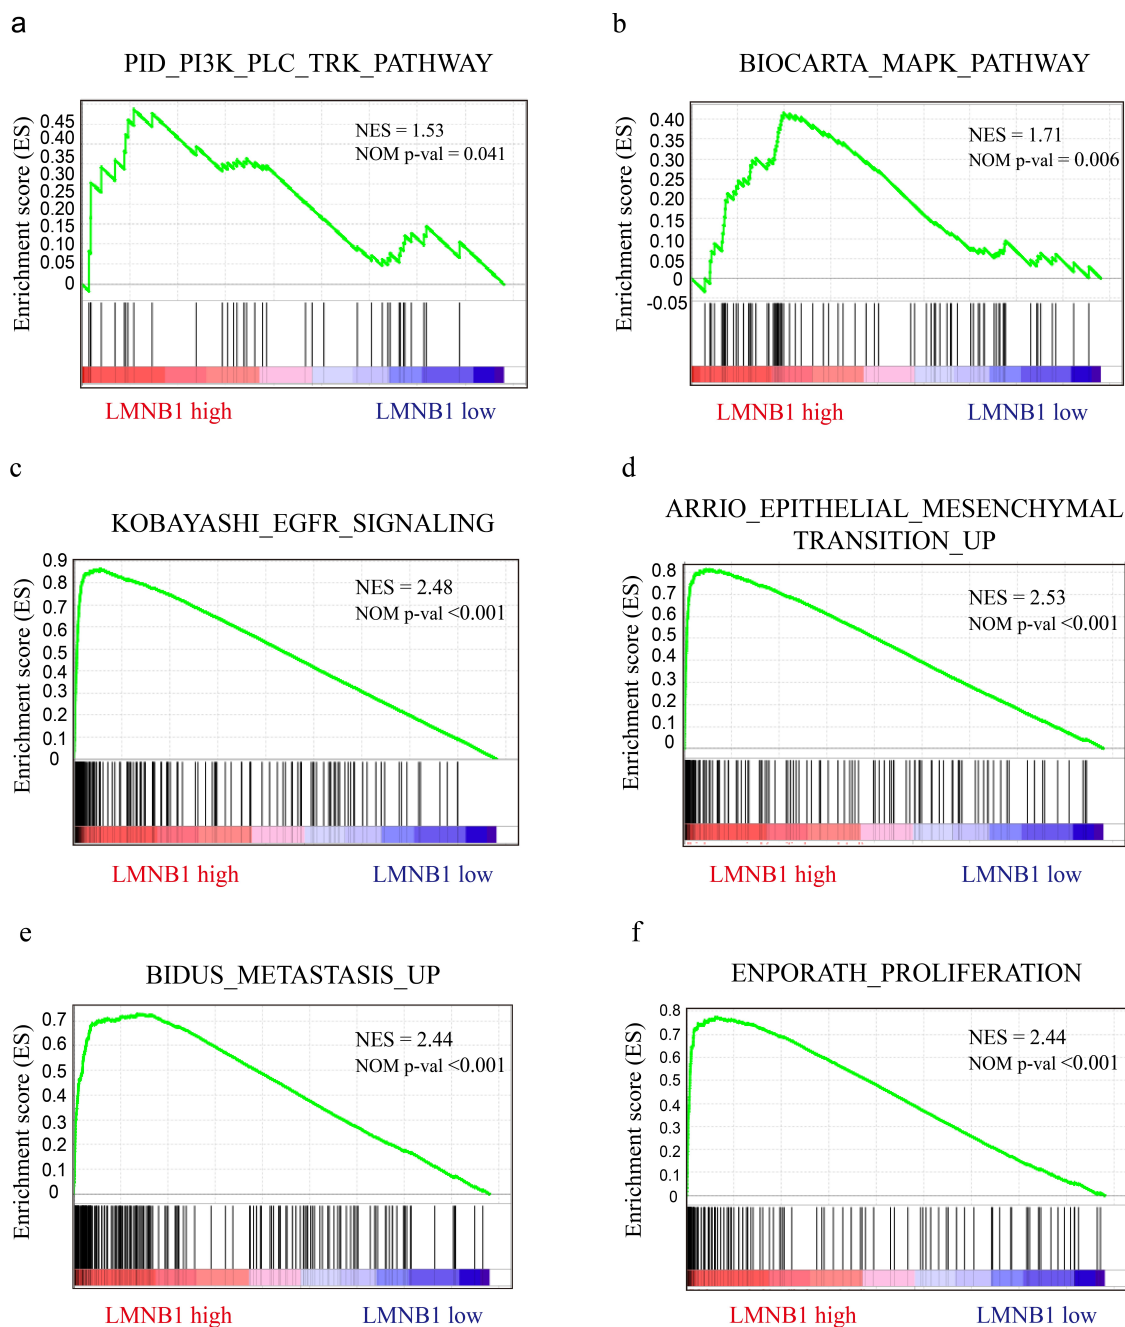 a
PID_PI3K_PLC_TRK_PATHWAY
Enrichment score (ES)
0.45
0.40
0.35
0.30
0.25
0.20
0.15
0.10
0.05
0
NES = 1.53
NOM p-val = 0.041
LMNB1 high
LMNB1 low
b
BIOCARTA_MAPK_PATHWAY
Enrichment score (ES)
0.40
0.35
0.30
0.25
0.20
0.15
0.10
0.05
0
-0.05
NES = 1.71
NOM p-val = 0.006
LMNB1 high
LMNB1 low
c
KOBAYASHI_EGFR_SIGNALING
Enrichment score (ES)
0.9
0.8
0.7
0.6
0.5
0.4
0.3
0.2
0.1
0
NES = 2.48
NOM p-val <0.001
LMNB1 high
LMNB1 low
d
ARRIO_EPITHELIAL_MESENCHYMAL
TRANSITION_UP
Enrichment score (ES)
0.8
0.7
0.6
0.5
0.4
0.3
0.2
0.1
0
NES = 2.53
NOM p-val <0.001
LMNB1 high
LMNB1 low
e
BIDUS_METASTASIS_UP
Enrichment score (ES)
0.7
0.6
0.5
0.4
0.3
0.2
0.1
0
NES = 2.44
NOM p-val <0.001
LMNB1 high
LMNB1 low
f
ENPORATH_PROLIFERATION
Enrichment score (ES)
0.8
0.7
0.6
0.5
0.4
0.3
0.2
0.1
0
NES = 2.44
NOM p-val <0.001
LMNB1 high
LMNB1 low